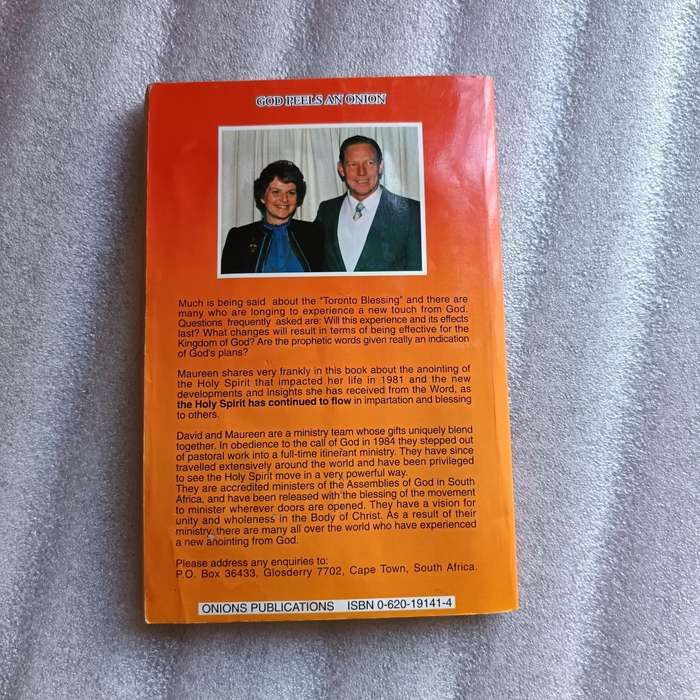 GOD PEELS AN ONION
Much is being said about the "Toronto Blessing" and there are
many who are longing to experience a new touch from God.
Questions frequently asked are: Will this experience and its effects
last? What changes will result in terms of being effective for the
Kingdom of God? Are the prophetic words given really an indication
of God's plans?
Maureen shares very frankly in this book about the anointing of
the Holy Spirit that impacted her life in 1981 and the new
developments and insights she has received from the Word, as
the Holy Spirit has continued to flow in impartation and blessing
to others.
David and Maureen are a ministry team whose gifts uniquely blend
together. In obedience to the call of God in 1984 they stepped out
of pastoral work into a full-time itinerant ministry. They have since
travelled extensively around the world and have been privileged
to see the Holy Spirit move in a very powerful way.
They are accredited ministers of the Assemblies of God in South
Africa, and have been released with the blessing of the movement
to minister wherever doors are opened. They have a vision for
unity and wholeness in the Body of Christ. As a result of their
ministry, there are many all over the world who have experienced
a new anointing from God.
Please address any enquiries to:
P.O. Box 36433, Glosderry 7702, Cape Town, South Africa.
ONIONS PUBLICATIONS ISBN 0-620-19141-4